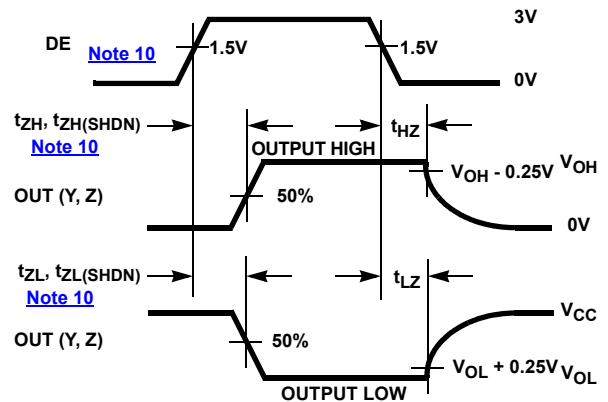 3V
DE Note 10 1.5V 1.5V
0V
tZH, tZH(SHDN) tHZ
Note 10 OUTPUT HIGH
VOH - 0.25V VOH
OUT (Y, Z) 50%
0V
tZL, tZL(SHDN) tLZ
Note 10
VCC
OUT (Y, Z) 50%
VOL + 0.25V VOL
OUTPUT LOW